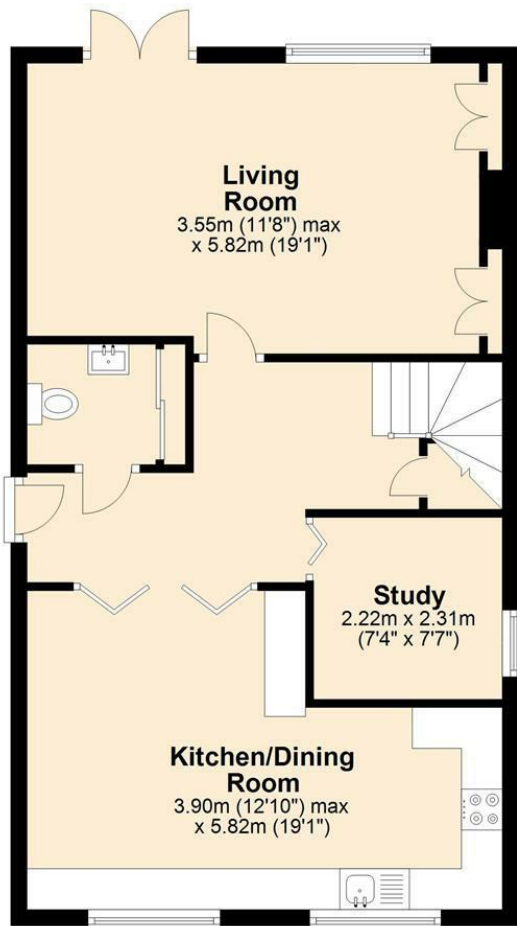 Living
Room
3.55m (11'8") max
x 5.82m (19'1")
Study
2.22m x 2.31m
(7'4" x 7'7")
Kitchen/Dining
Room
3.90m (12'10") max
x 5.82m (19'1")